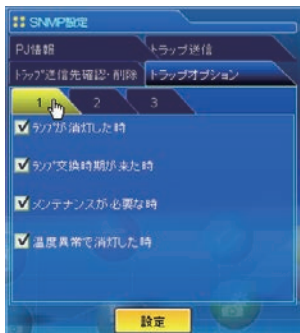 SNMP設定
PJ情報 トラップ送信
トラップ送信先確認・削除 トラップオプション
1 2 3
ランプが消灯した時
ランプ交換時期が来た時
メンテナンスが必要な時
温度異常で消灯した時
設定